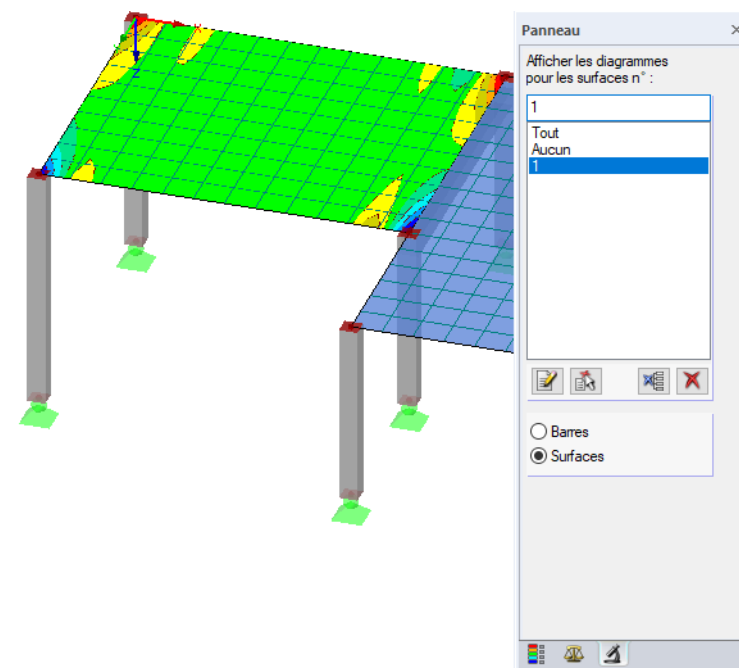 Panneau
Afficher les diagrammes
pour les surfaces n° :
1
Tout
Aucun
1
Barres
Surfaces
x
z